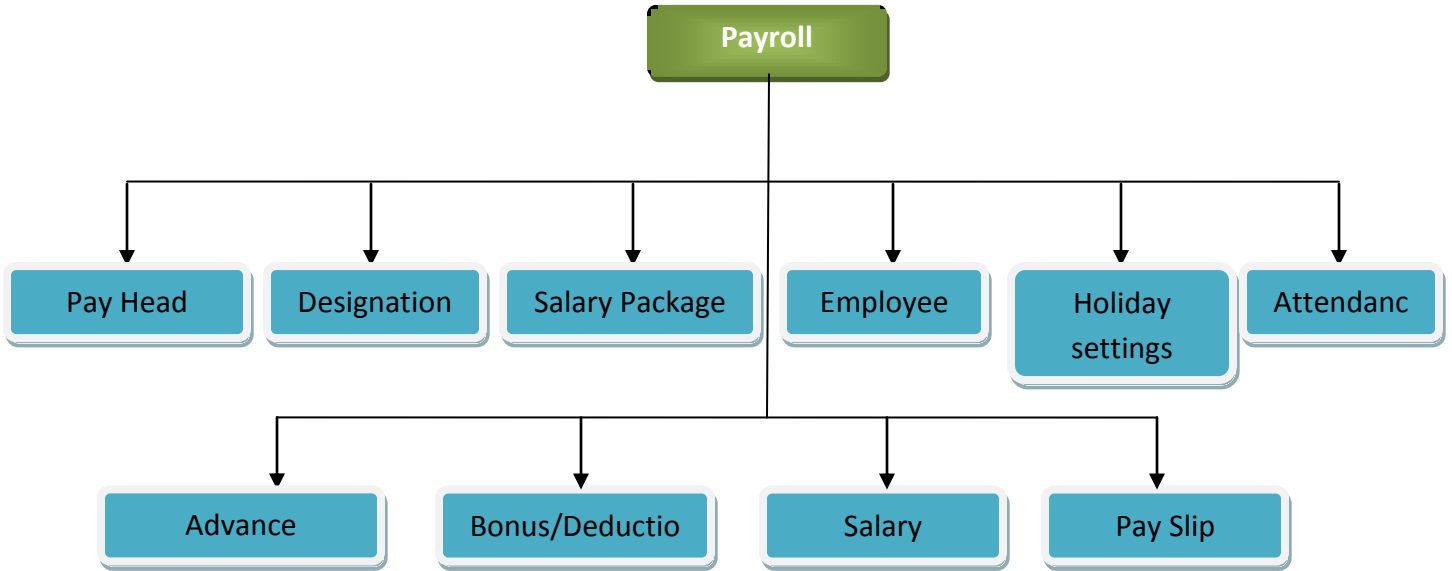 Payroll
Pay Head
Designation
Salary Package
Employee
Holiday
settings
Attendanc
Advance
Bonus/Deductio
Salary
Pay Slip